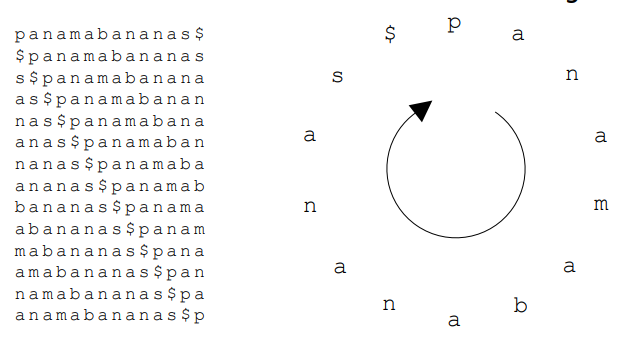 panamabananas$
$panamabananas
s$panamabanana
as$panamabanan
nas$panamabana
anas$panamaban
nanas$panamaba
ananas$panamab
bananas$panama
abananas$panam
mabananas$pana
amabananas$pan
namabananas$pa
anamabananas$p
p
a
n
a
m
a
b
a
n
a
n
a
s
$